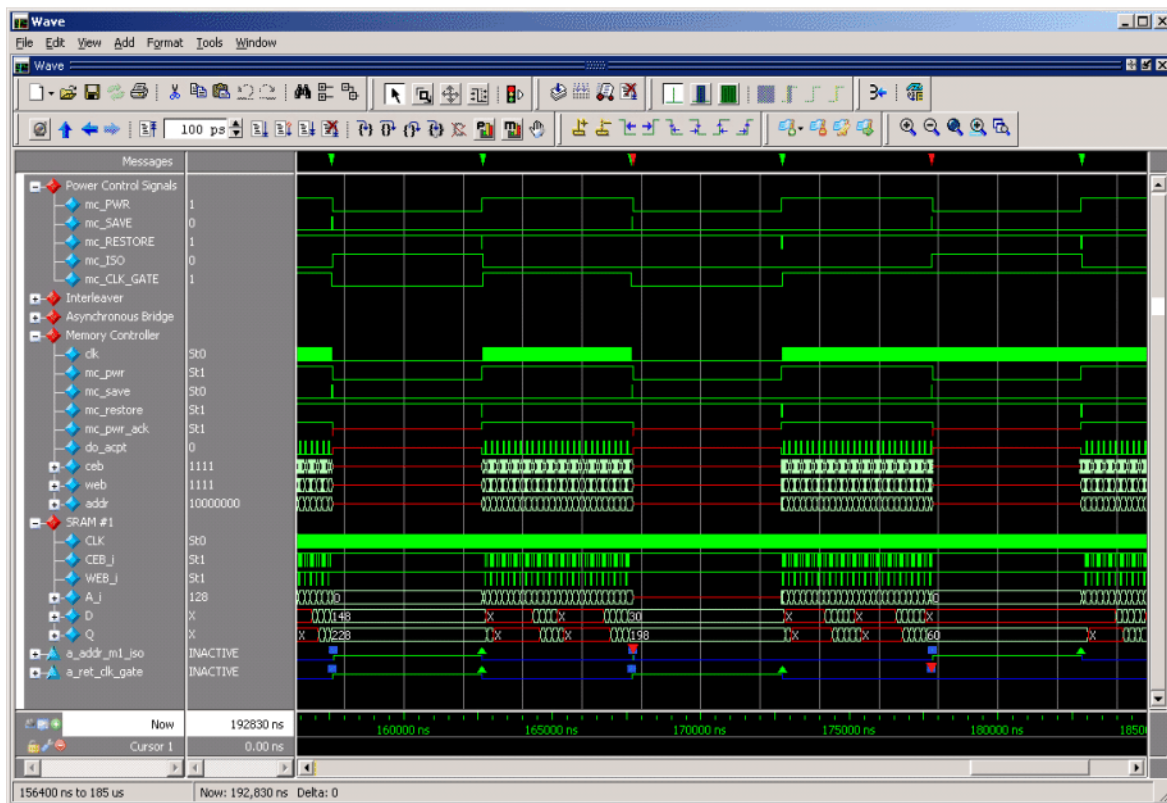 Wave
File Edit View Add Format Tools Window
Wave
100 ps
Messages
Power Control Signals
mc_PWR 1
mc_SAVE 0
mc_RESTORE 1
mc_ISO 0
mc_CLK_GATE 1
Interleaver
Asynchronous Bridge
Memory Controller
clk St0
mc_pwr St1
mc_save St0
mc_restore St1
mc_pwr_ack St1
do_acpt 0
ceb 1111
web 1111
addr 10000000
SRAM #1
CLK St0
CEB_i St1
WEB_i St1
A_i 128 0 0
D X 148 X X 30 X X X
Q X X 228 X X 198 X X 60 X
a_addr_m1_iso INACTIVE
a_ret_clk_gate INACTIVE
Now 192830 ns
160000 ns 165000 ns 170000 ns 175000 ns 180000 ns 1850
Cursor 1 0.00 ns
156400 ns to 185 us Now: 192,830 ns Delta: 0